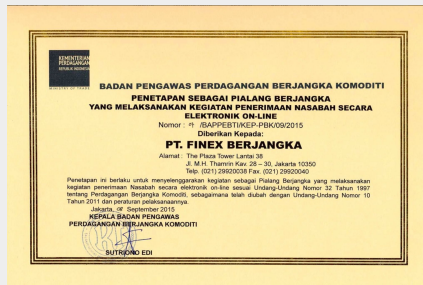 KEMENTERIAN
PERDAGANGAN
REPUBLIK INDONESIA
MINISTRY OF TRADE
BADAN PENGAWAS PERDAGANGAN BERJANGKA KOMODITI
PENETAPAN SEBAGAI PIALANG BERJANGKA
YANG MELAKSANAKAN KEGIATAN PENERIMAAN NASABAH SECARA
ELEKTRONIK ON-LINE
Nomor : /BAPPEBTI/KEP-PBK/09/2015
Diberikan Kepada:
PT. FINEX BERJANGKA
Alamat : The Plaza Tower Lantai 38
Jl. M.H. Thamrin Kav. 28 – 30, Jakarta 10350
Telp. (021) 29920038 Fax. (021) 29920040
Penetapan ini berlaku untuk menyelenggarakan kegiatan sebagai Pialang Berjangka yang melaksanakan
kegiatan penerimaan Nasabah secara elektronik on-line sesuai Undang-Undang Nomor 32 Tahun 1997
tentang Perdagangan Berjangka Komoditi, sebagaimana telah diubah dengan Undang-Undang Nomor 10
Tahun 2011 dan peraturan pelaksanaannya.
Jakarta, September 2015
KEPALA BADAN PENGAWAS
PERDAGANGAN BERJANGKA KOMODITI
SUTRIONO EDI